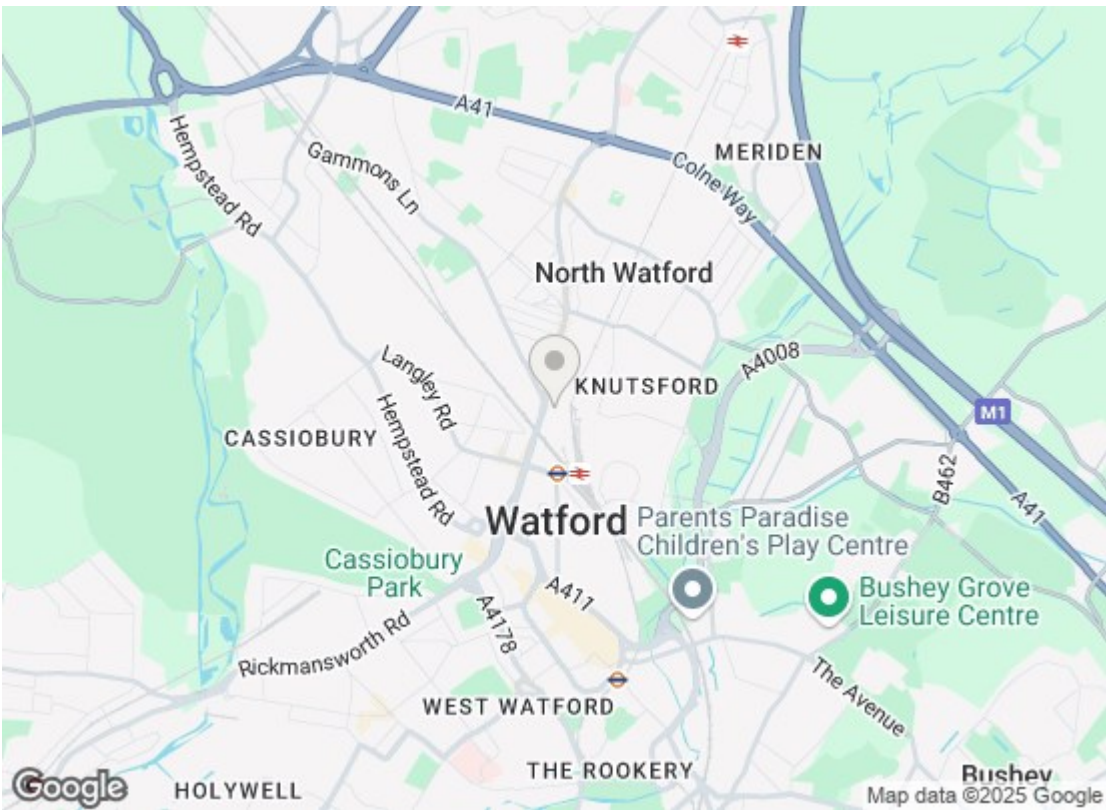 A41
MERIDEN
Hempstead Rd
Gammons Ln
Colne Way
North Watford
A4008
Langley Rd
KNUTSFORD
M1
Hempstead Rd
CASSIOBURY
B462
A41
Watford
Parents Paradise
Children's Play Centre
Cassiobury
Park
A411
Bushey Grove
Leisure Centre
A4178
Rickmansworth Rd
The Avenue
WEST WATFORD
THE ROOKERY
Bushey
Google
HOLYWELL
Map data ©2025 Google